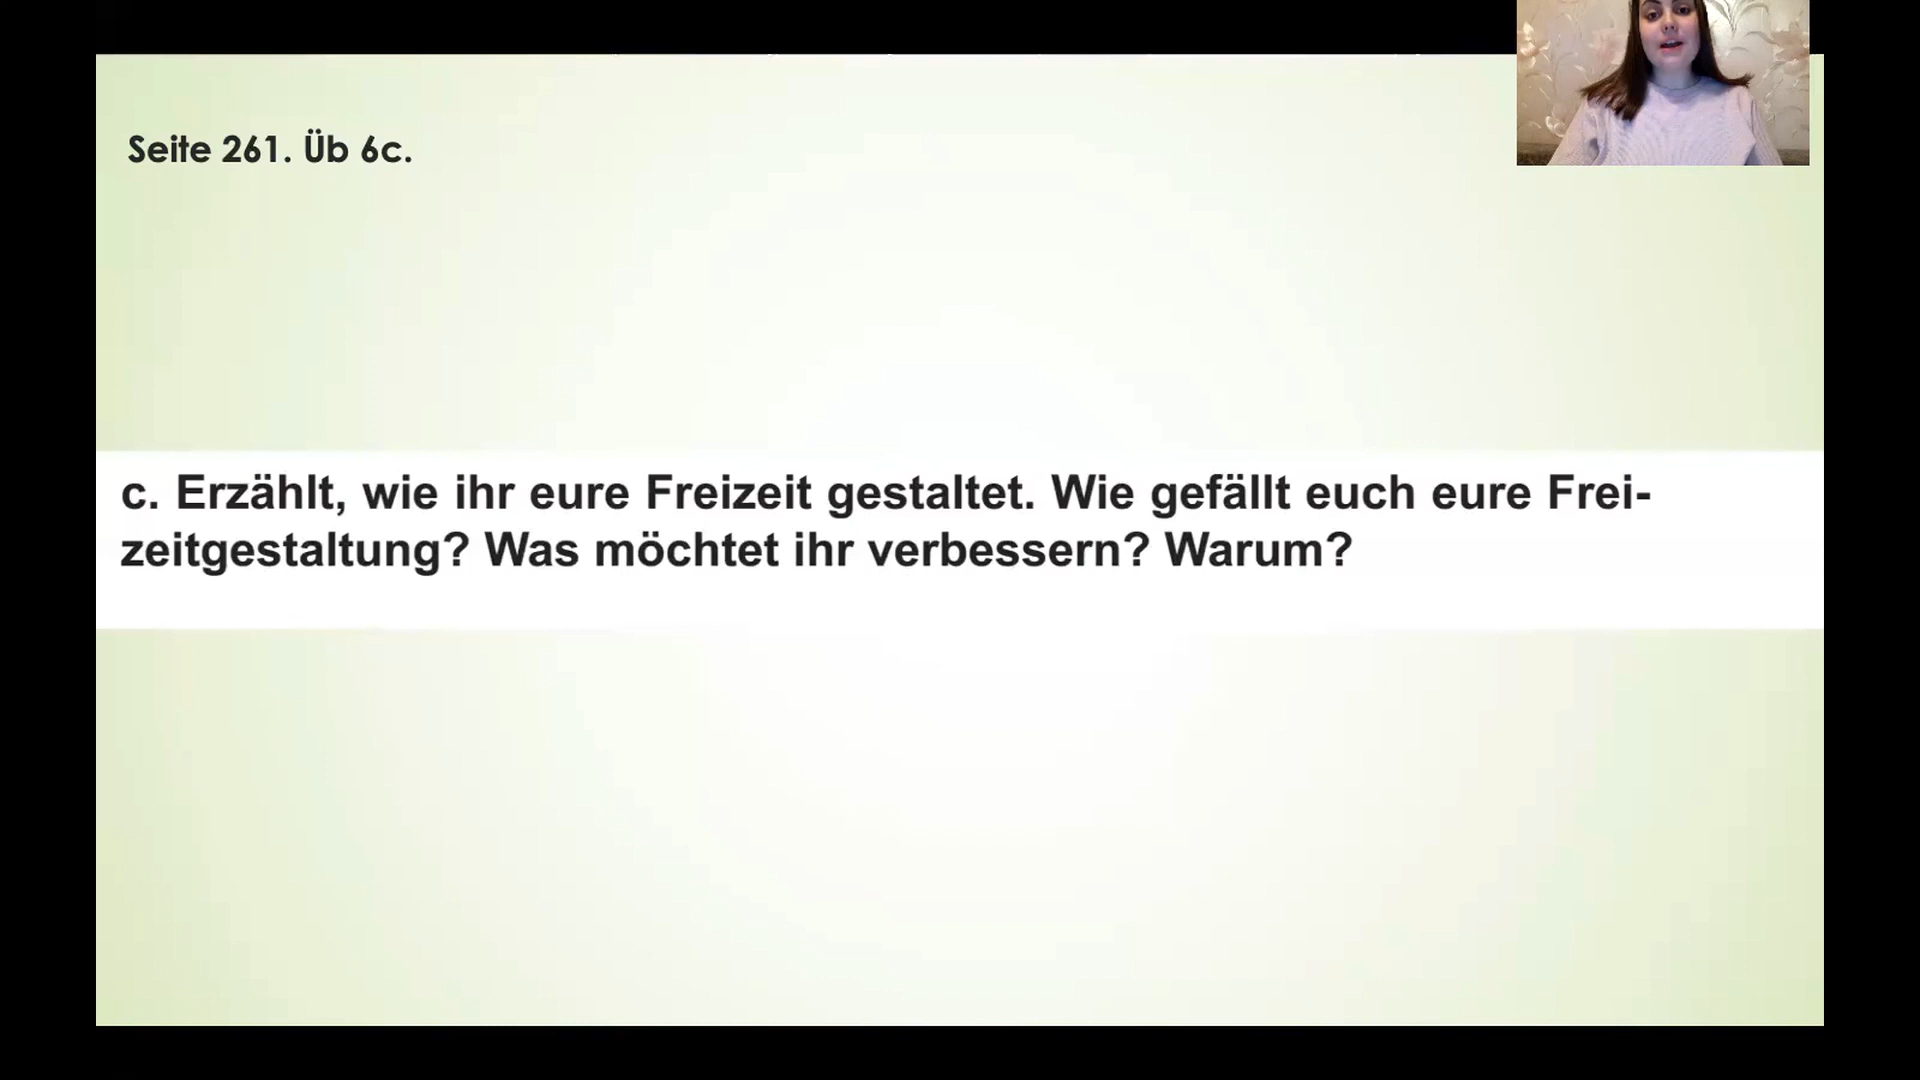 Seite 261. Üb 6c.
c. Erzählt, wie ihr eure Freizeit gestaltet. Wie gefällt euch eure Frei-
zeitgestaltung? Was möchtet ihr verbessern? Warum?